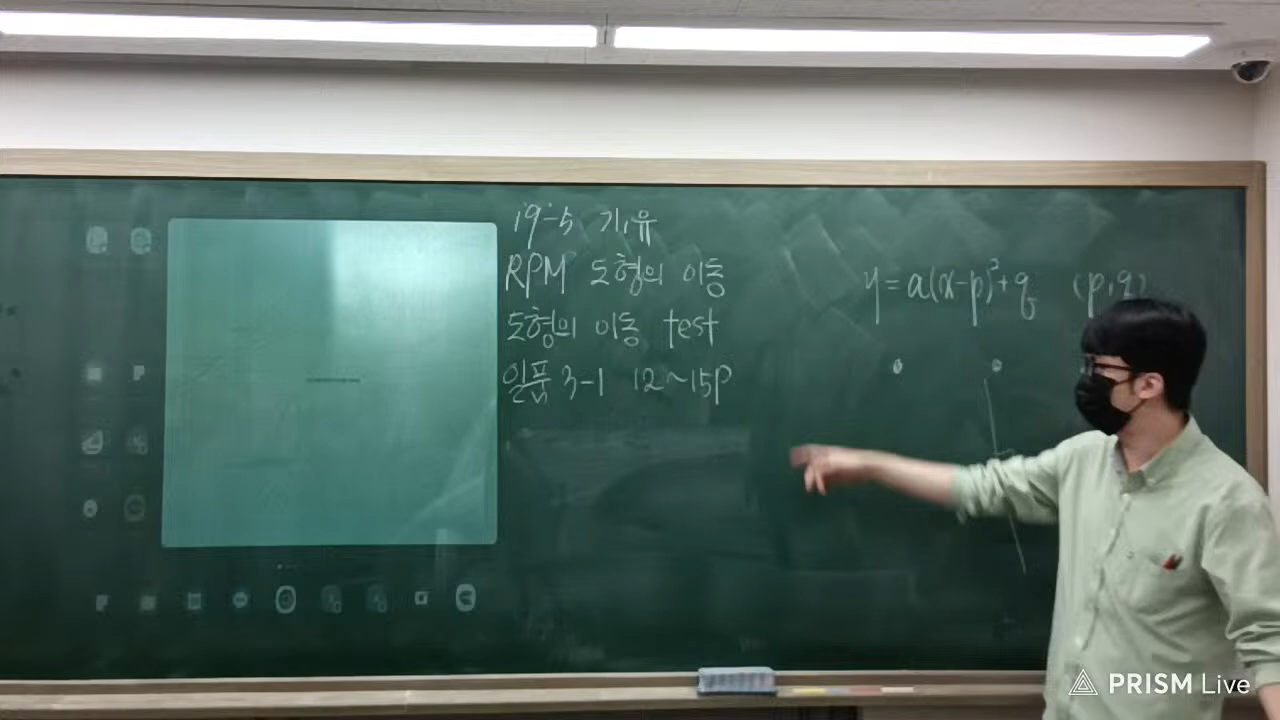 19-5 기,유
RPM 도형의 이동
도형의 이동 test
일품 3-1 12~15p
y=a(x-p)²+q (p,q)
PRISM Live